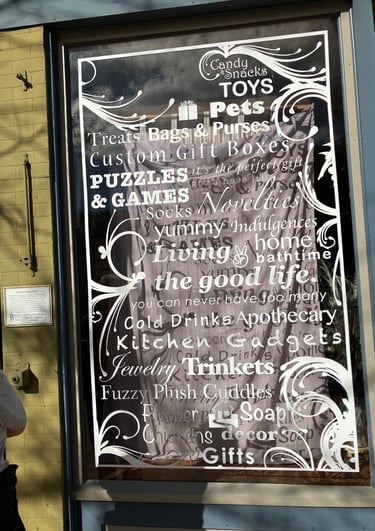 Candy & Snacks
TOYS
Pets
Treats Bags & Purses
Custom Gift Boxes
PUZZLES & GAMES it's the perfect gift
Socks Novelties
yummy Indulgences
Living home
bathtime
the good life.
you can never have too many
Cold Drinks Apothecary
Kitchen Gadgets
Jewelry Trinkets
Fuzzy Plush Cuddles
Soap
decor
Gifts